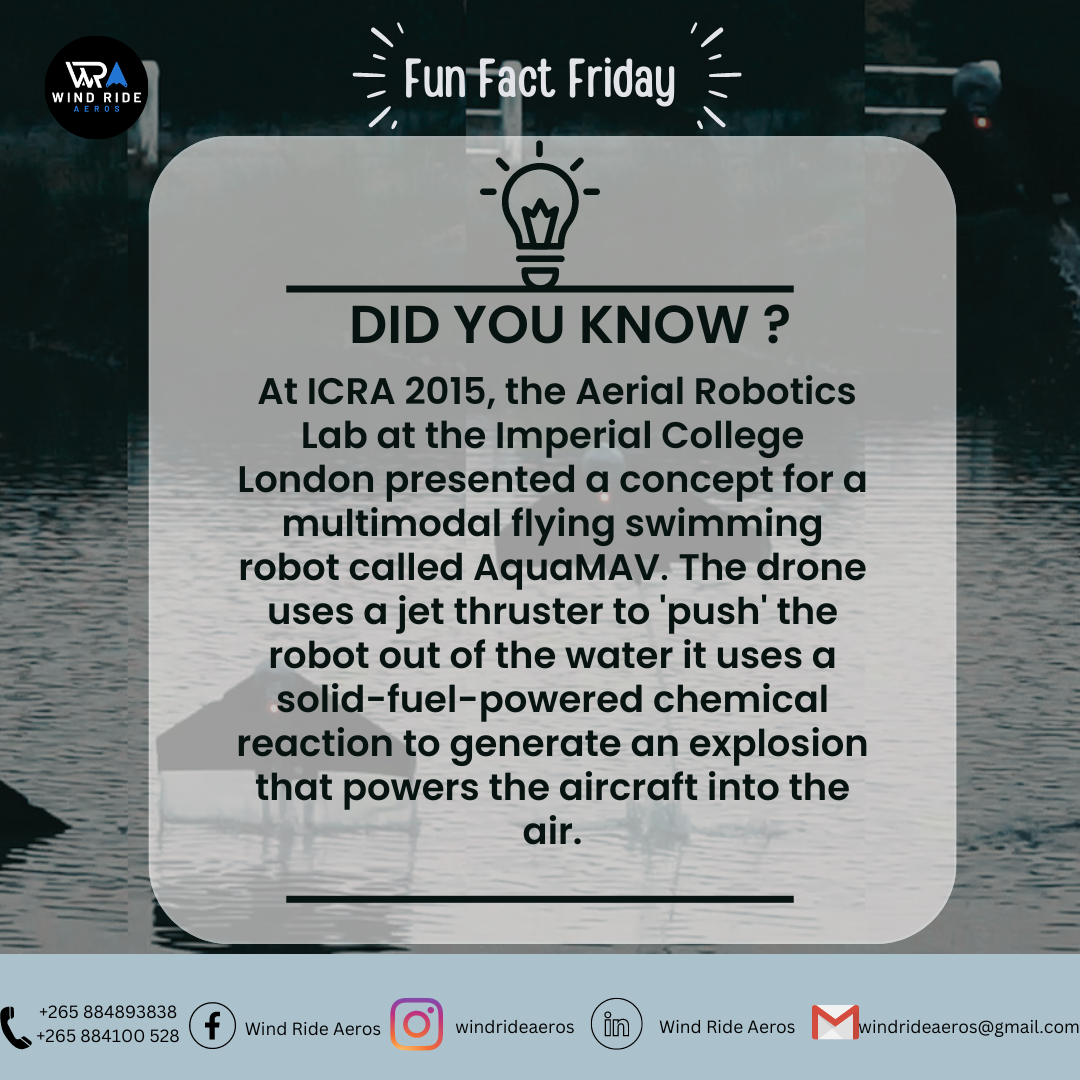 WRA
WIND RIDE
AEROS
Fun Fact Friday
DID YOU KNOW ?
At ICRA 2015, the Aerial Robotics
Lab at the Imperial College
London presented a concept for a
multimodal flying swimming
robot called AquaMAV. The drone
uses a jet thruster to 'push' the
robot out of the water it uses a
solid-fuel-powered chemical
reaction to generate an explosion
that powers the aircraft into the
air.
+265 884893838
+265 884100 528
Wind Ride Aeros
windrideaeros
in
Wind Ride Aeros
windrideaeros@gmail.com